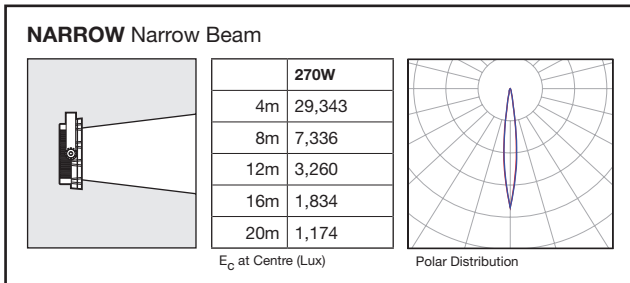 NARROW Narrow Beam
270W
4m 29,343
8m 7,336
12m 3,260
16m 1,834
20m 1,174
EC at Centre (Lux)
Polar Distribution